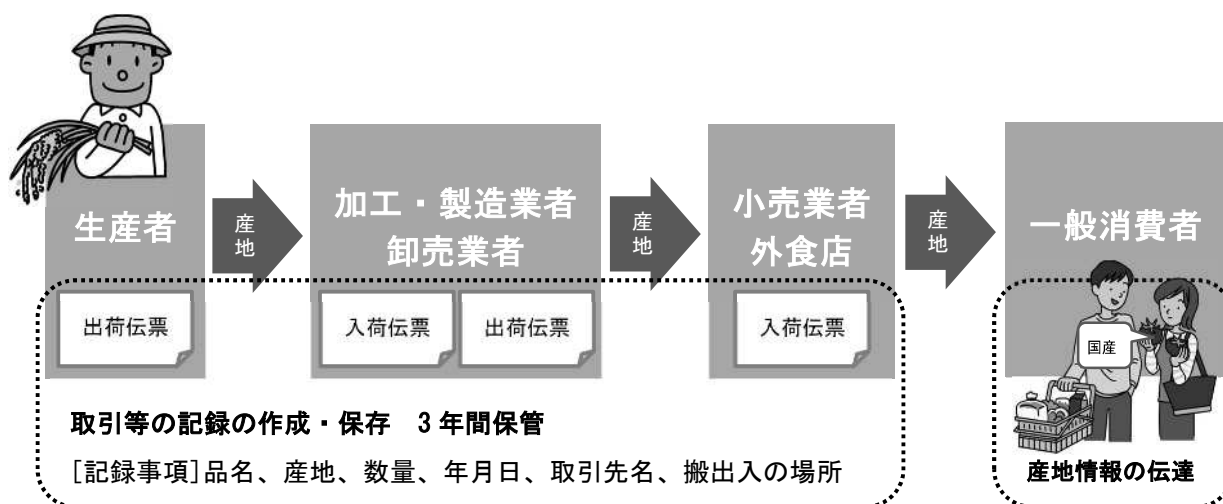 生産者
産地
加工・製造業者
卸売業者
産地
小売業者
外食店
産地
一般消費者
出荷伝票
入荷伝票
出荷伝票
入荷伝票
国産
取引等の記録の作成・保存　3年間保管
[記録事項]品名、産地、数量、年月日、取引先名、搬出入の場所
産地情報の伝達